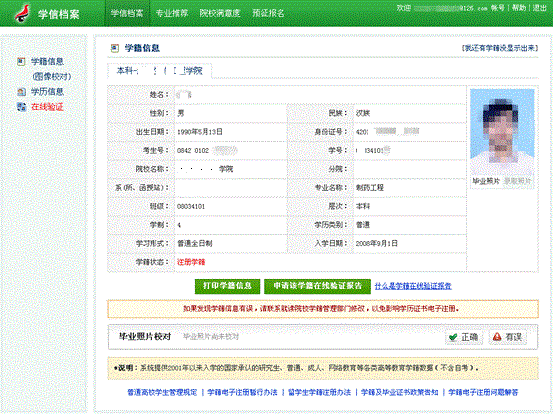 学信档案
学信档案 专业推荐 院校满意度 预征报名
欢迎 @126.com 帐号 | 帮助 | 退出
学籍信息
(图像校对)
学历信息
在线验证
学籍信息
[我还有学籍没显示出来]
本科- 学院
姓名:
性别: 男 民族: 汉族
出生日期: 1990年5月13日 身份证号: 420
考生号: 0842 0102 学号: 034101
院校名称: 学院 分院:
系(所、函授站): 专业名称: 制药工程
班级: 08034101 层次: 本科
学制: 4 学历类别: 普通
学习形式: 普通全日制 入学日期: 2008年9月1日
学籍状态: 注册学籍
毕业照片 录取照片
打印学籍信息 申请该学籍在线验证报告 什么是学籍在线验证报告
如果发现学籍信息有误，请联系就读院校学籍管理部门修改，以免影响学历证书电子注册。
毕业照片校对 毕业照片尚未校对 正确 有误
*说明：系统提供2001年以来入学的国家承认的研究生、普通、成人、网络教育等各类高等教育学籍数据（不含自考）。
普通高校学生管理规定 | 学籍电子注册暂行办法 | 留学生学籍注册办法 | 学籍及毕业证书政策告知 | 学籍电子注册问题解答